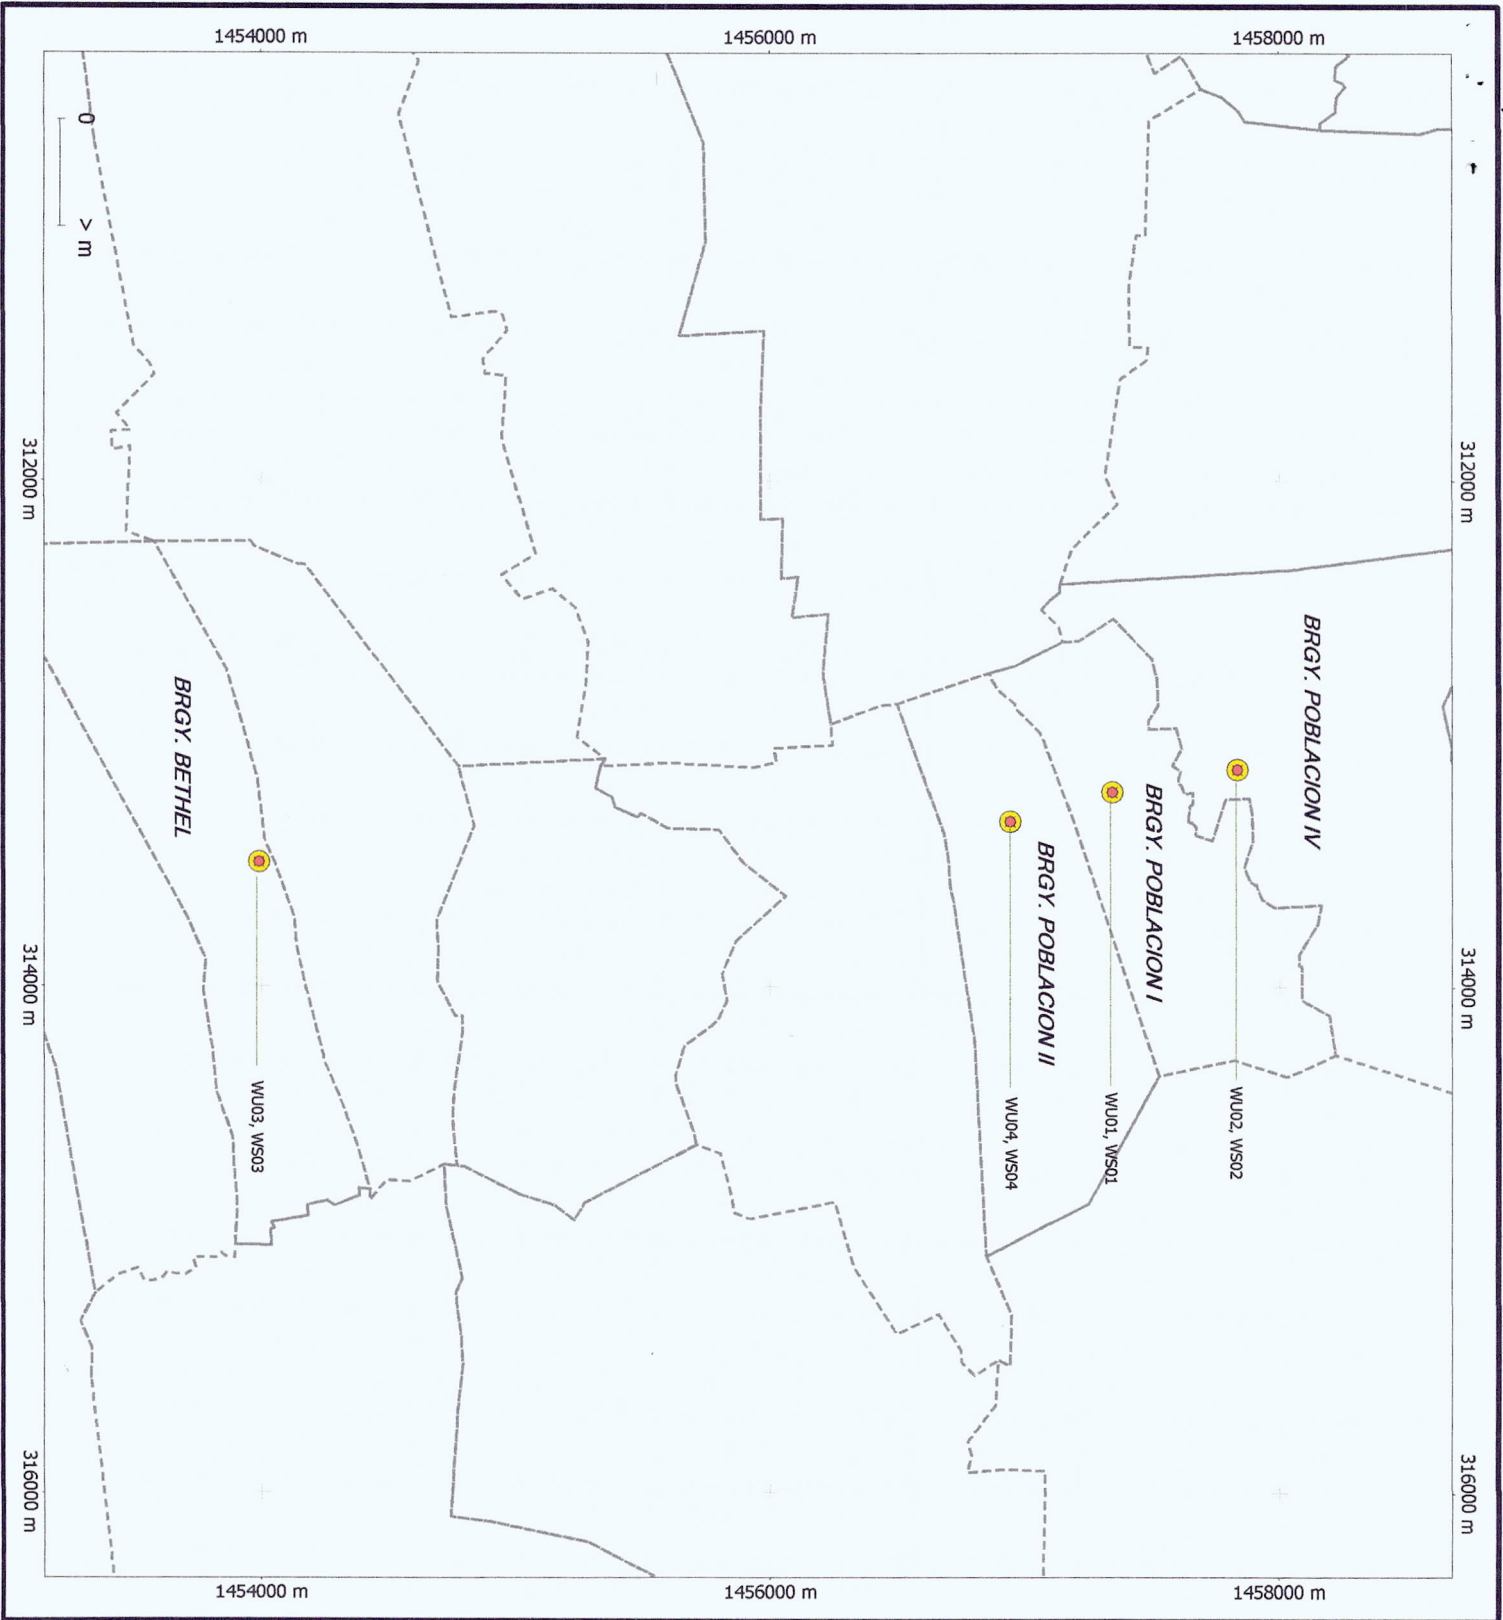 1454000 m
1456000 m
1458000 m
0
> m
312000 m
312000 m
BRGY. POBLACION IV
BRGY. BETHEL
BRGY. POBLACION I
BRGY. POBLACION II
314000 m
314000 m
WU03, WS03
WU04, WS04
WU01, WS01
WU02, WS02
316000 m
316000 m
1454000 m
1456000 m
1458000 m